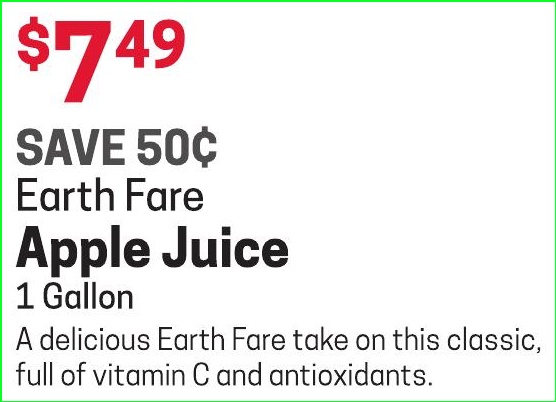 $7 49
SAVE 50¢
Earth Fare
Apple Juice
1 Gallon
A delicious Earth Fare take on this classic,
full of vitamin C and antioxidants.